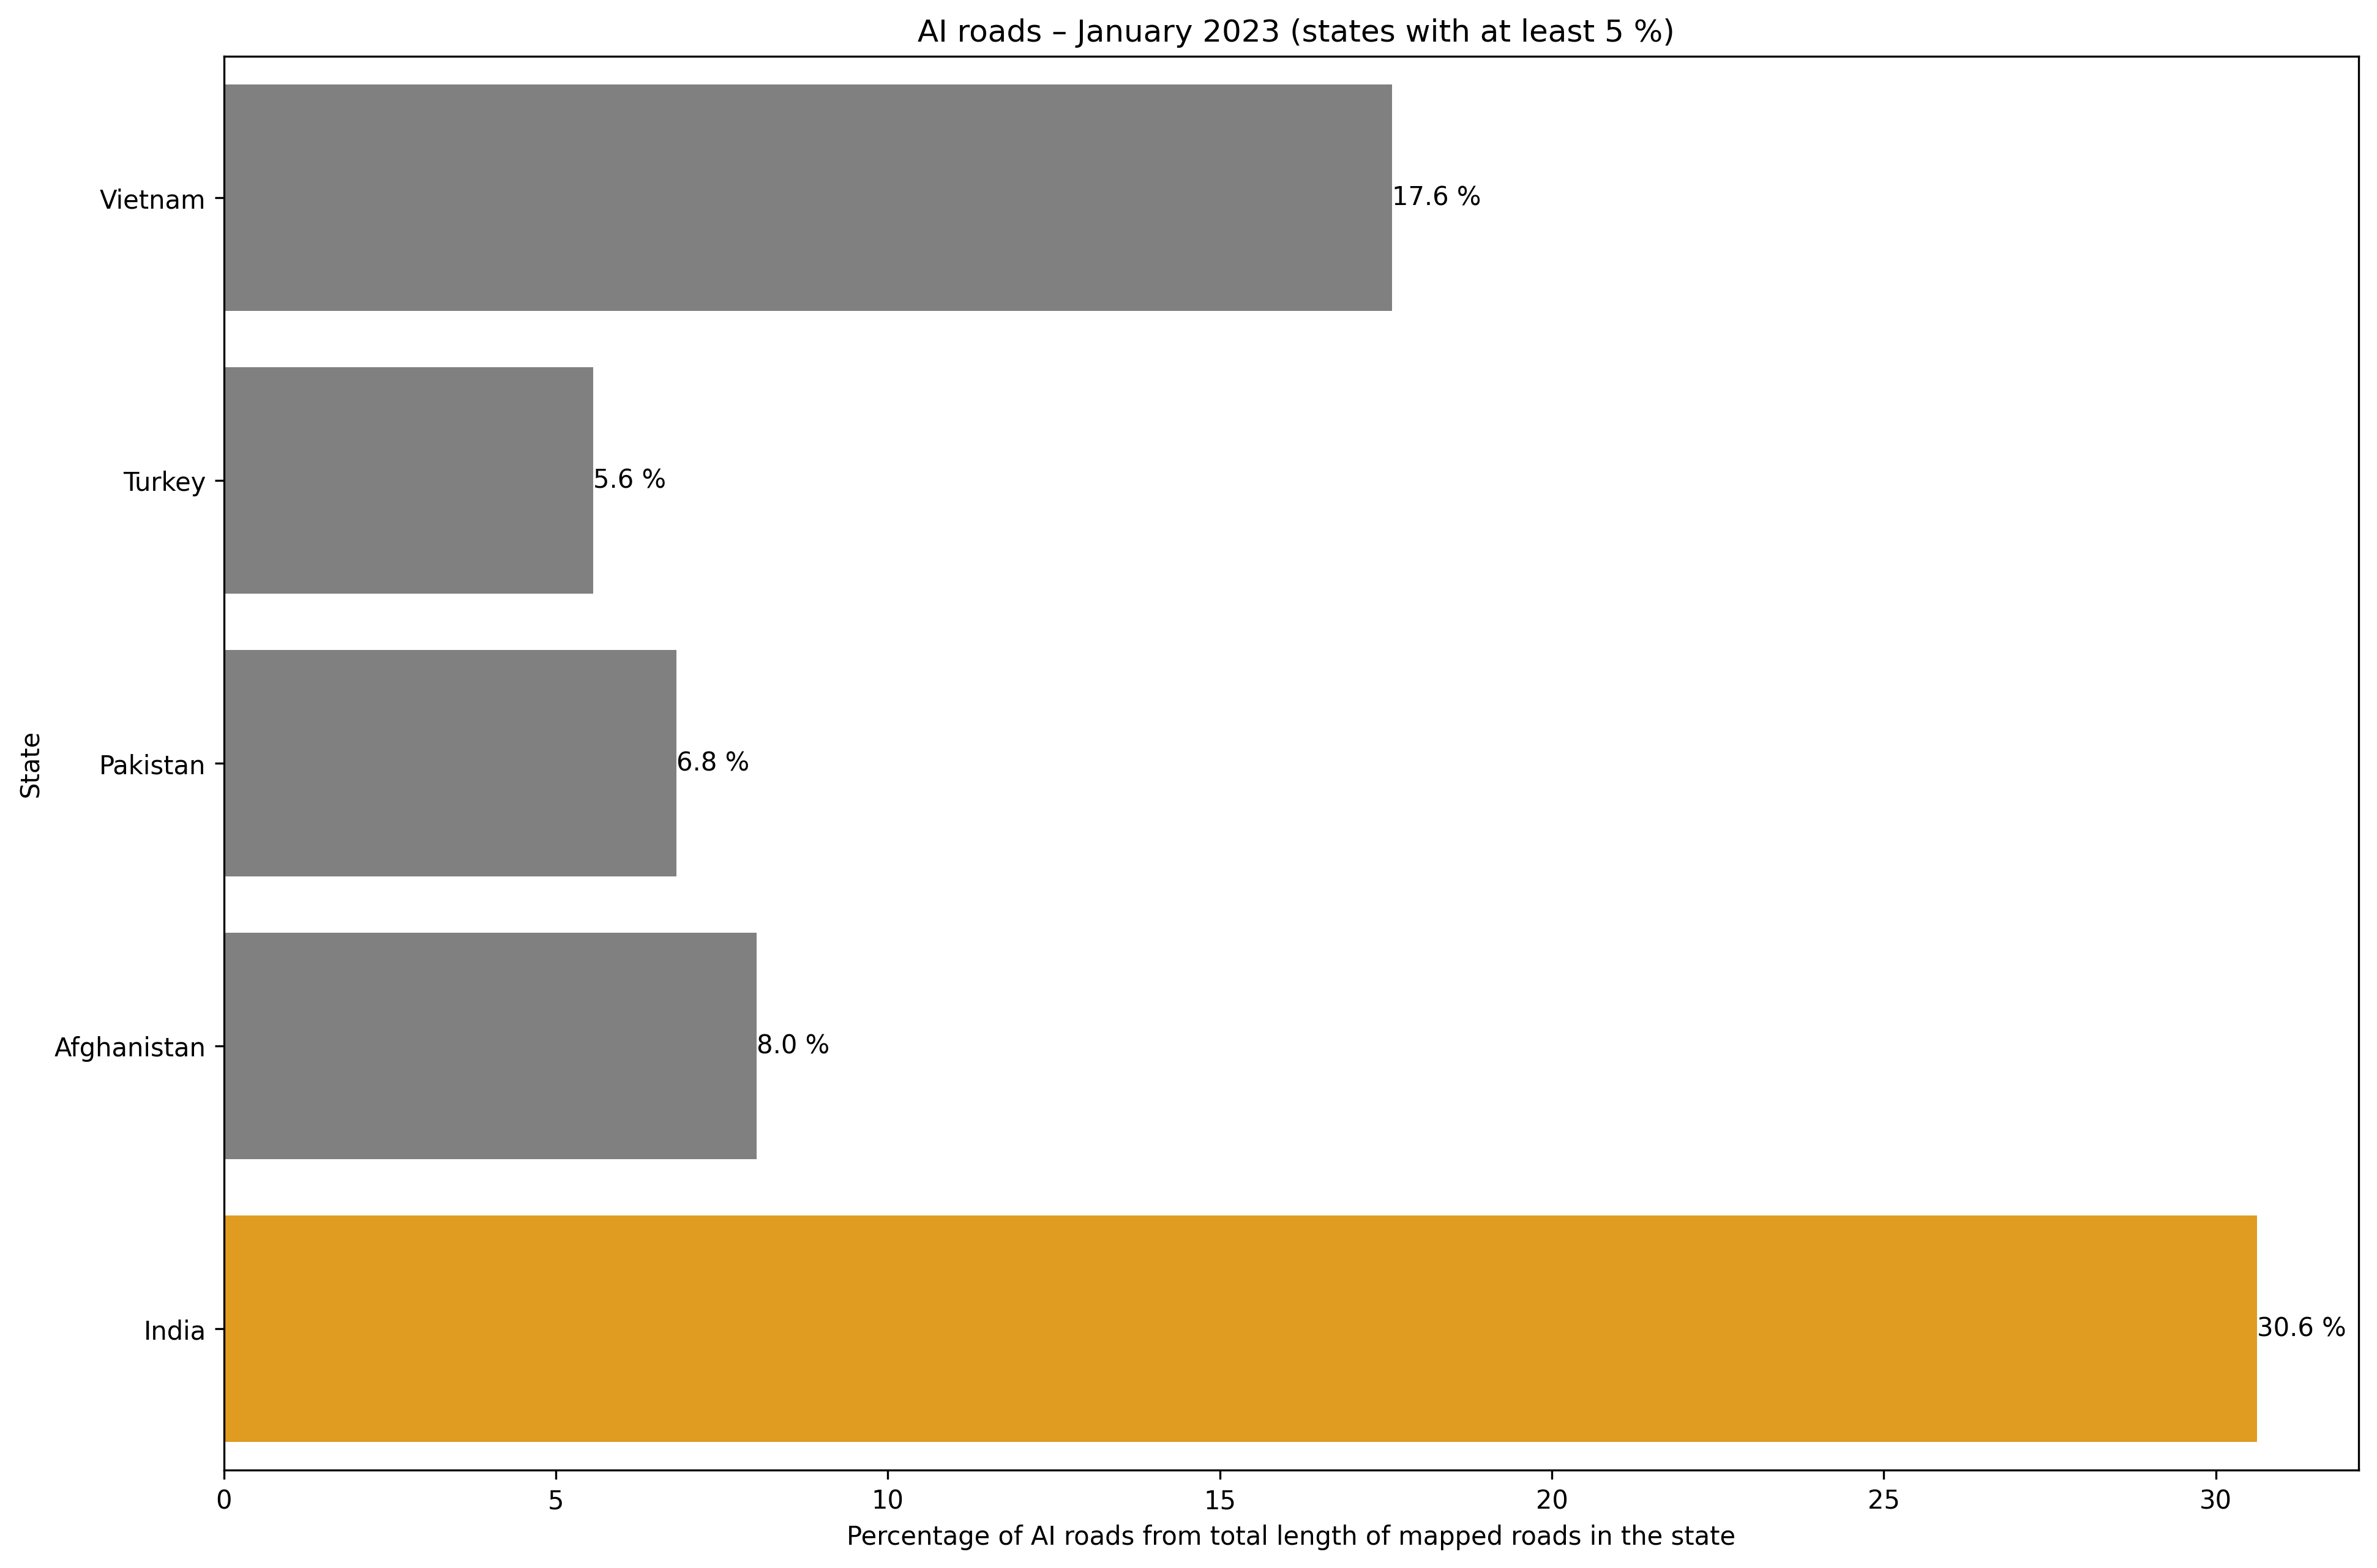 AI roads – January 2023 (states with at least 5 %)
Vietnam
17.6 %
Turkey
5.6 %
Pakistan
6.8 %
State
Afghanistan
8.0 %
India
30.6 %
0 5 10 15 20 25 30
Percentage of AI roads from total length of mapped roads in the state